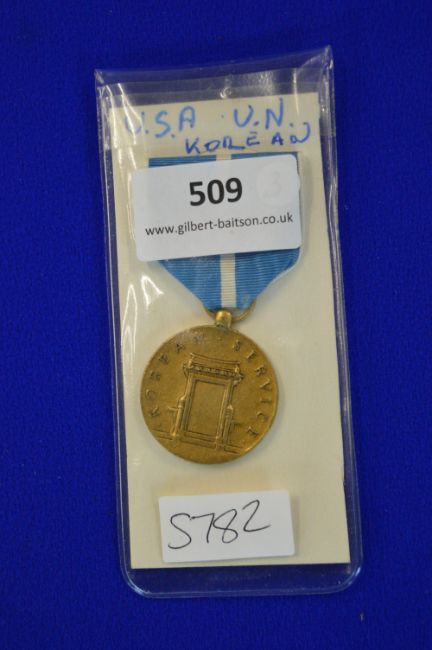 U.S.A U.N.
KOREAN
509
www.gilbert-baitson.co.uk
KOREAN · SERVICE
S782